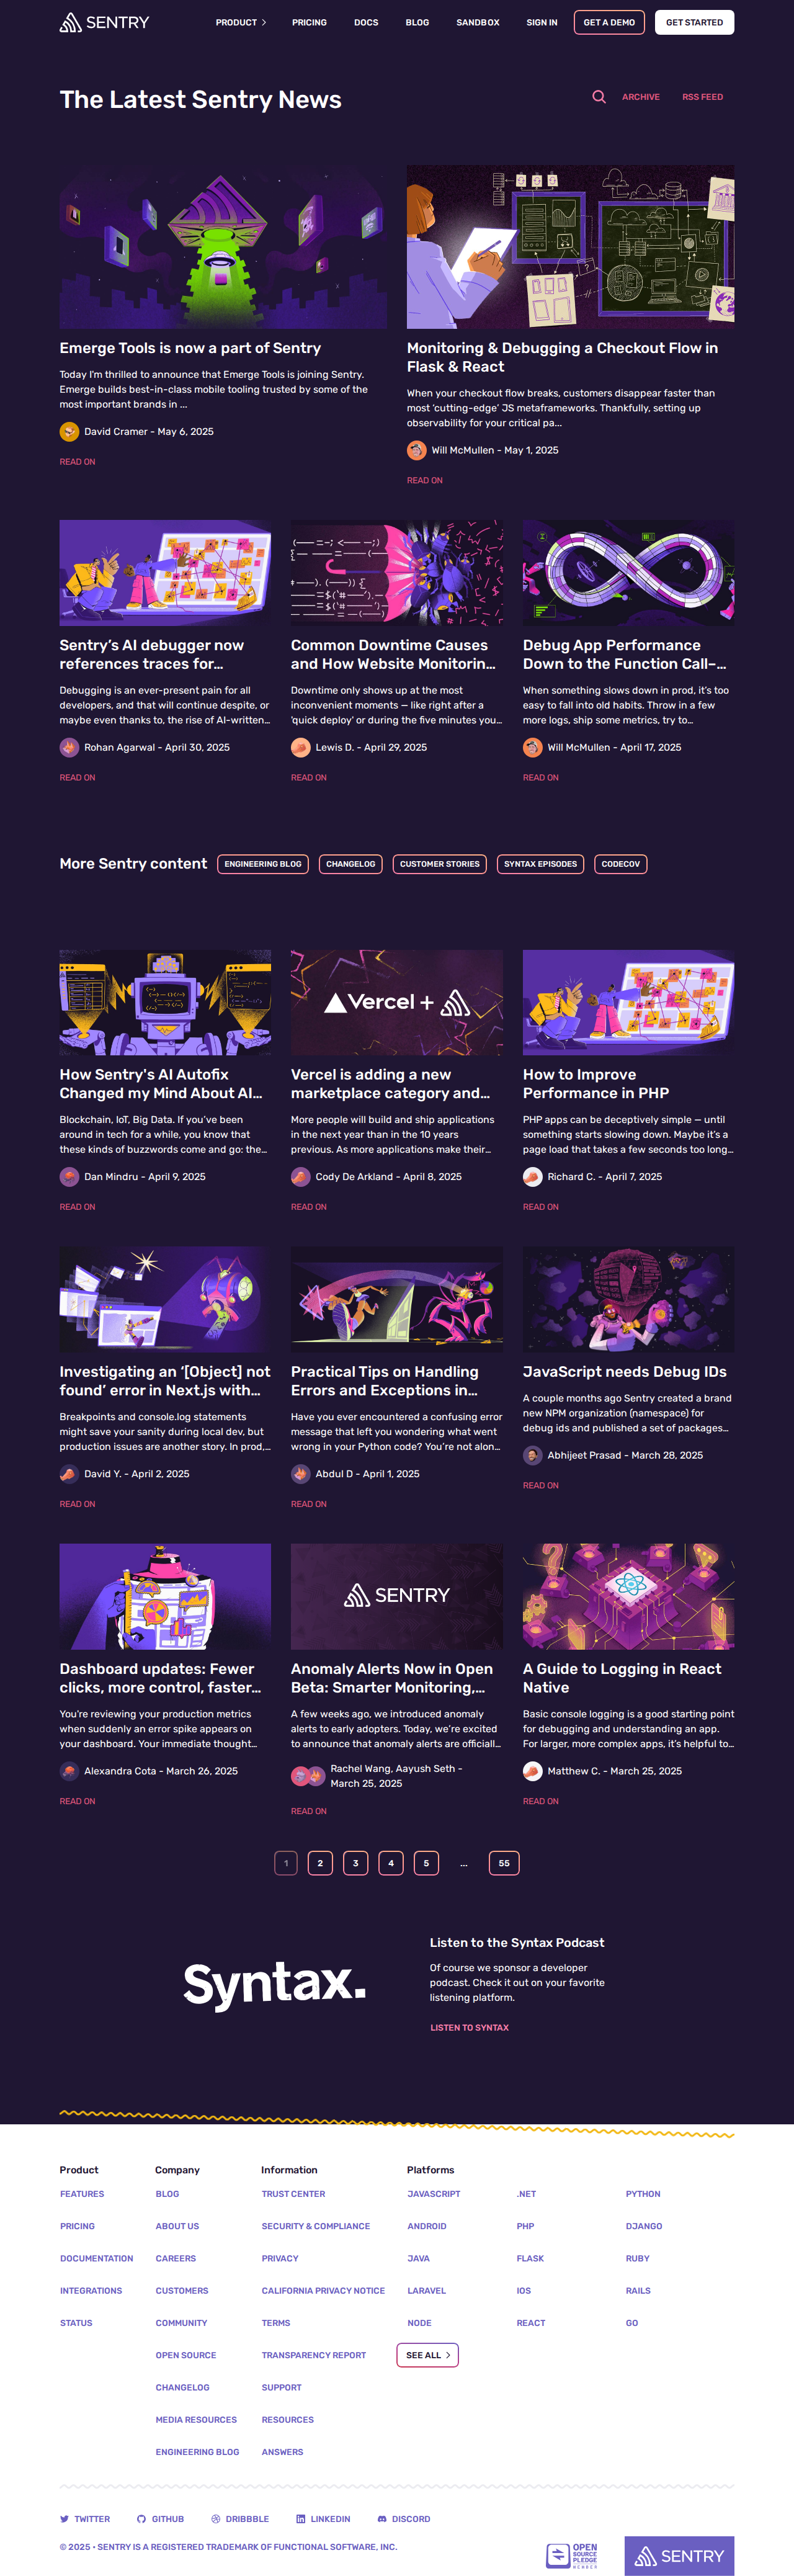 SENTRY
PRODUCT
PRICING
DOCS
BLOG
SANDBOX
SIGN IN
GET A DEMO
GET STARTED
The Latest Sentry News
ARCHIVE
RSS FEED
Emerge Tools is now a part of Sentry
Today I'm thrilled to announce that Emerge Tools is joining Sentry.
Emerge builds best-in-class mobile tooling trusted by some of the
most important brands in ...
David Cramer - May 6, 2025
READ ON
Monitoring & Debugging a Checkout Flow in
Flask & React
When your checkout flow breaks, customers disappear faster than
most 'cutting-edge' JS metaframeworks. Thankfully, setting up
observability for your critical pa...
Will McMullen - May 1, 2025
READ ON
Sentry's AI debugger now
references traces for...
Debugging is an ever-present pain for all
developers, and that will continue despite, or
maybe even thanks to, the rise of AI-written...
Rohan Agarwal - April 30, 2025
READ ON
Common Downtime Causes
and How Website Monitorin...
Downtime only shows up at the most
inconvenient moments — like right after a
'quick deploy' or during the five minutes you...
Lewis D. - April 29, 2025
READ ON
Debug App Performance
Down to the Function Call–...
When something slows down in prod, it's too
easy to fall into old habits. Throw in a few
more logs, ship some metrics, try to...
Will McMullen - April 17, 2025
READ ON
More Sentry content
ENGINEERING BLOG
CHANGELOG
CUSTOMER STORIES
SYNTAX EPISODES
CODECOV
How Sentry's AI Autofix
Changed my Mind About AI...
Blockchain, IoT, Big Data. If you've been
around in tech for a while, you know that
these kinds of buzzwords come and go: the...
Dan Mindru - April 9, 2025
READ ON
Vercel +
Vercel is adding a new
marketplace category and...
More people will build and ship applications
in the next year than in the 10 years
previous. As more applications make their...
Cody De Arkland - April 8, 2025
READ ON
How to Improve
Performance in PHP
PHP apps can be deceptively simple — until
something starts slowing down. Maybe it's a
page load that takes a few seconds too long...
Richard C. - April 7, 2025
READ ON
Investigating an '[Object] not
found' error in Next.js with...
Breakpoints and console.log statements
might save your sanity during local dev, but
production issues are another story. In prod,...
David Y. - April 2, 2025
READ ON
Practical Tips on Handling
Errors and Exceptions in...
Have you ever encountered a confusing error
message that left you wondering what went
wrong in your Python code? You're not alon...
Abdul D - April 1, 2025
READ ON
JavaScript needs Debug IDs
A couple months ago Sentry created a brand
new NPM organization (namespace) for
debug ids and published a set of packages...
Abhijeet Prasad - March 28, 2025
READ ON
Dashboard updates: Fewer
clicks, more control, faster...
You're reviewing your production metrics
when suddenly an error spike appears on
your dashboard. Your immediate thought...
Alexandra Cota - March 26, 2025
READ ON
SENTRY
Anomaly Alerts Now in Open
Beta: Smarter Monitoring,...
A few weeks ago, we introduced anomaly
alerts to early adopters. Today, we're excited
to announce that anomaly alerts are officiall...
Rachel Wang, Aayush Seth -
March 25, 2025
READ ON
A Guide to Logging in React
Native
Basic console logging is a good starting point
for debugging and understanding an app.
For larger, more complex apps, it's helpful to...
Matthew C. - March 25, 2025
READ ON
1
2
3
4
5
...
55
Syntax.
Listen to the Syntax Podcast
Of course we sponsor a developer
podcast. Check it out on your favorite
listening platform.
LISTEN TO SYNTAX
Product
FEATURES
PRICING
DOCUMENTATION
INTEGRATIONS
STATUS
Company
BLOG
ABOUT US
CAREERS
CUSTOMERS
COMMUNITY
OPEN SOURCE
CHANGELOG
MEDIA RESOURCES
ENGINEERING BLOG
Information
TRUST CENTER
SECURITY & COMPLIANCE
PRIVACY
CALIFORNIA PRIVACY NOTICE
TERMS
TRANSPARENCY REPORT
SUPPORT
RESOURCES
ANSWERS
Platforms
JAVASCRIPT
ANDROID
JAVA
LARAVEL
NODE
SEE ALL
.NET
PHP
FLASK
IOS
REACT
PYTHON
DJANGO
RUBY
RAILS
GO
TWITTER
GITHUB
DRIBBBLE
LINKEDIN
DISCORD
© 2025 • SENTRY IS A REGISTERED TRADEMARK OF FUNCTIONAL SOFTWARE, INC.
OPEN
SOURCE
PLEDGE
MEMBER
SENTRY